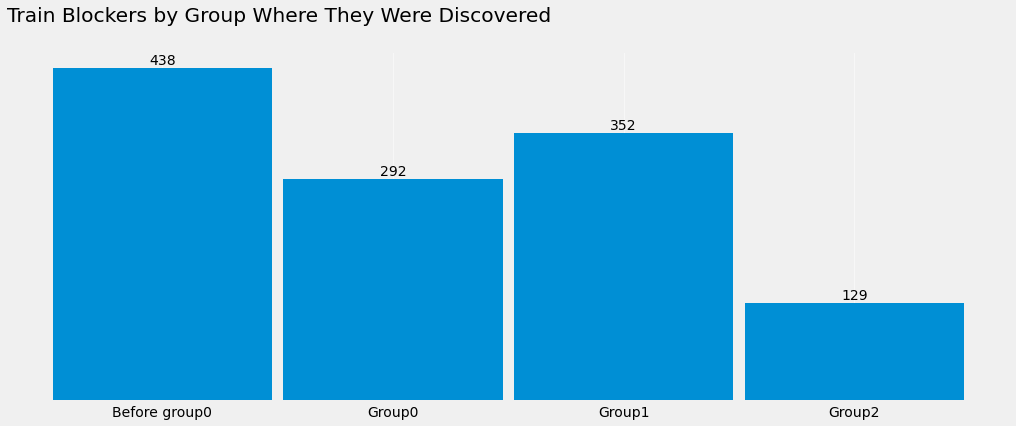 Train Blockers by Group Where They Were Discovered
438
292
352
129
Before group0
Group0
Group1
Group2